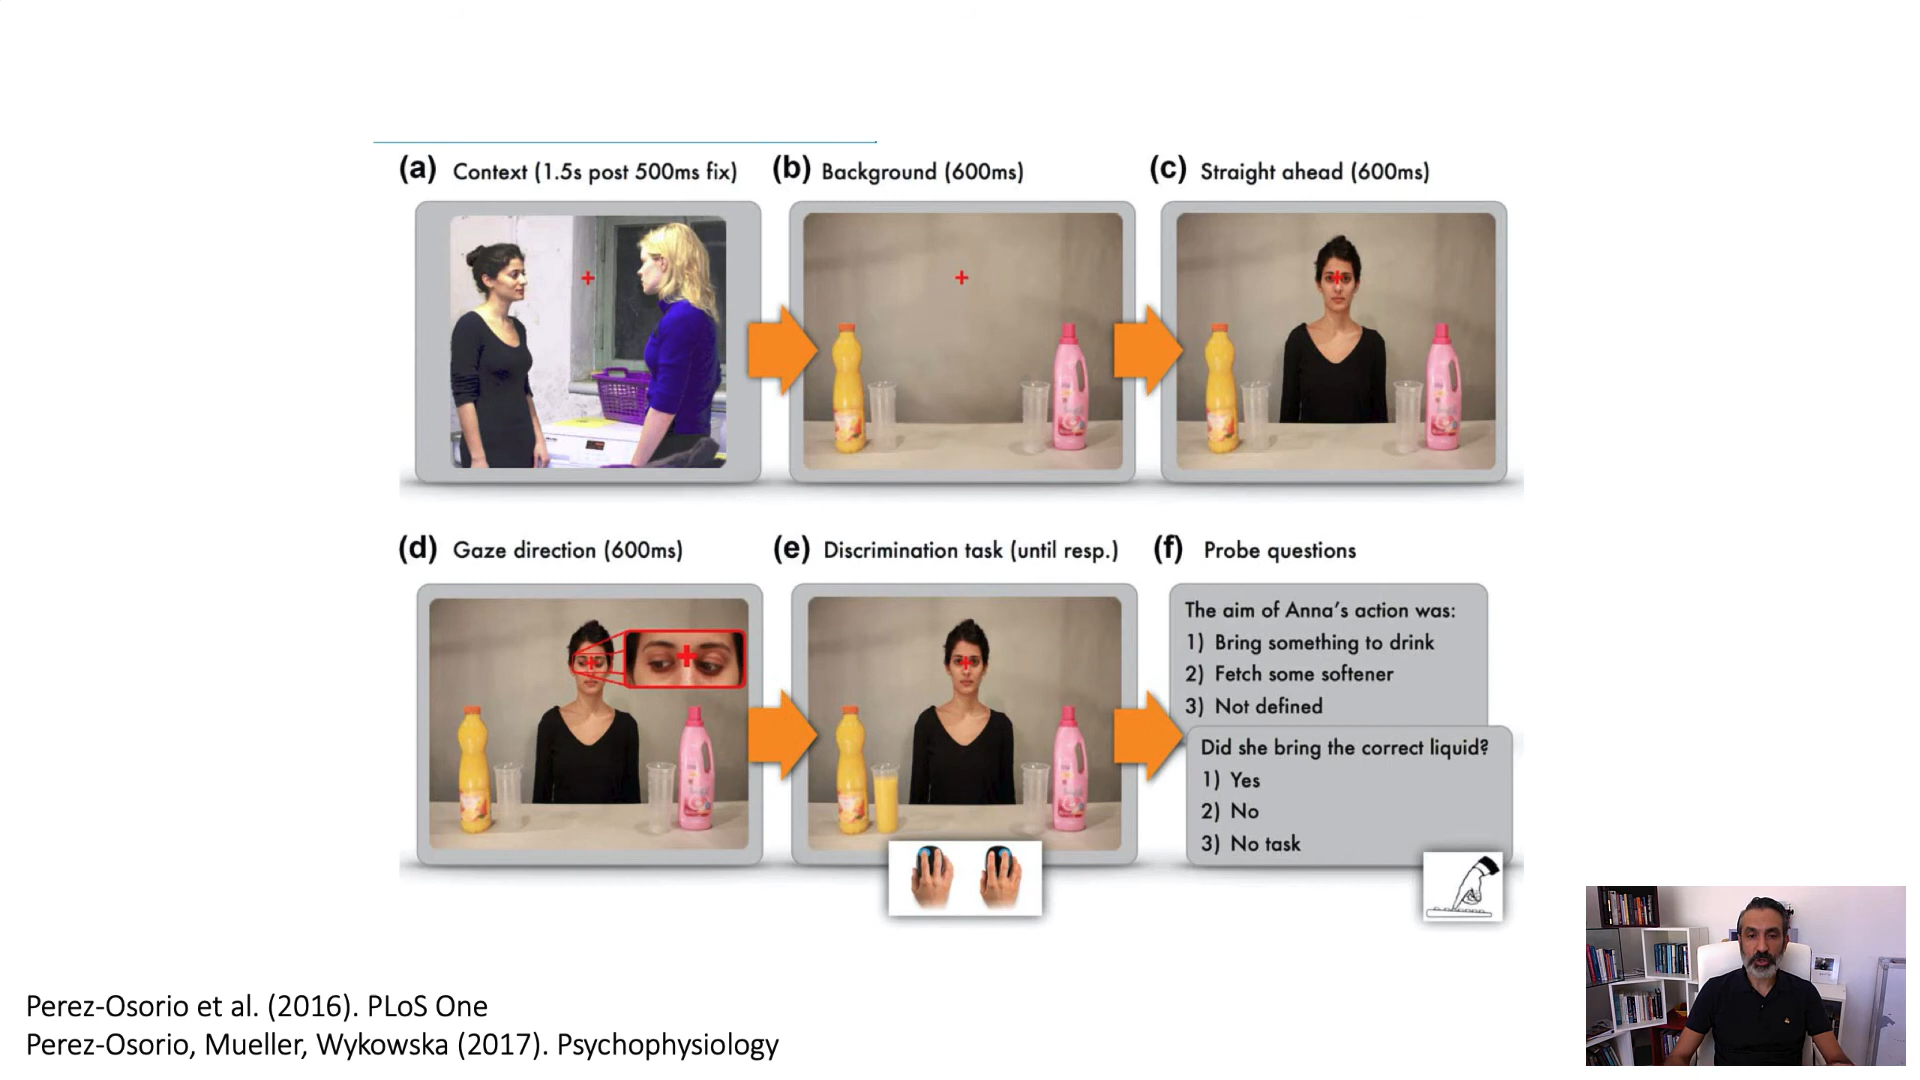 (a) Context (1.5s post 500ms fix)
(b) Background (600ms)
(c) Straight ahead (600ms)
(d) Gaze direction (600ms)
(e) Discrimination task (until resp.)
(f) Probe questions
The aim of Anna's action was:
1) Bring something to drink
2) Fetch some softener
3) Not defined
Did she bring the correct liquid?
1) Yes
2) No
3) No task
Perez-Osorio et al. (2016). PLoS One
Perez-Osorio, Mueller, Wykowska (2017). Psychophysiology